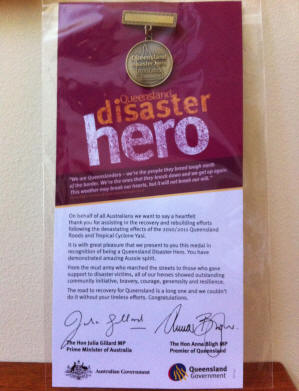 Queensland
disaster Hero
Queensland
disaster
hero
"We are Queenslanders – we're the people they breed tough north
of the border. We're the ones that they knock down and we get up again.
This weather may break our hearts, but it will not break our will."
On behalf of all Australians we want to say a heartfelt
thank you for assisting in the recovery and rebuilding efforts
following the devastating effects of the 2010/2011 Queensland
floods and Tropical Cyclone Yasi.
It is with great pleasure that we present to you this medal in
recognition of being a Queensland Disaster Hero. You have
demonstrated amazing Aussie spirit.
From the mud army who marched the streets to those who gave
support to disaster victims, all of our heroes showed outstanding
community initiative, bravery, courage, generosity and resilience.
The road to recovery for Queensland is a long one and we couldn't
do it without your tireless efforts. Congratulations.
Julia Gillard
Anna Bligh
The Hon Julia Gillard MP
Prime Minister of Australia
The Hon Anna Bligh MP
Premier of Queensland
Australian Government
Queensland
Government